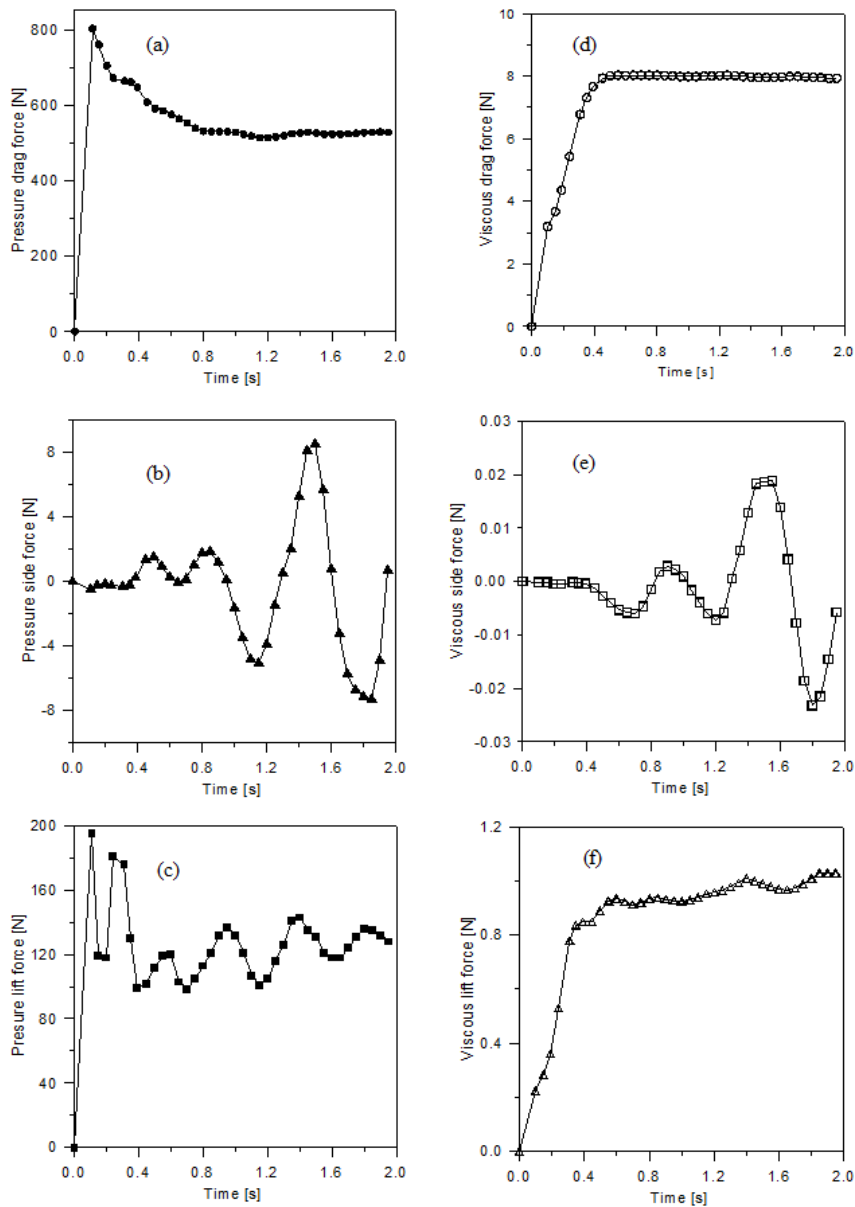 (a)
Pressure drag force [N]
800
600
400
200
0
0.0 0.4 0.8 1.2 1.6 2.0
Time [s]
(d)
Viscous drag force [N]
10
8
6
4
2
0
0.0 0.4 0.8 1.2 1.6 2.0
Time [s]
(b)
Pressure side force [N]
8
4
0
-4
-8
0.0 0.4 0.8 1.2 1.6 2.0
Time [s]
(e)
Viscous side force [N]
0.03
0.02
0.01
0.00
-0.01
-0.02
-0.03
0.0 0.4 0.8 1.2 1.6 2.0
Time [s]
(c)
Presure lift force [N]
200
160
120
80
40
0
0.0 0.4 0.8 1.2 1.6 2.0
Time [s]
(f)
Viscous lift force [N]
1.2
0.8
0.4
0.0
0.0 0.4 0.8 1.2 1.6 2.0
Time [s]